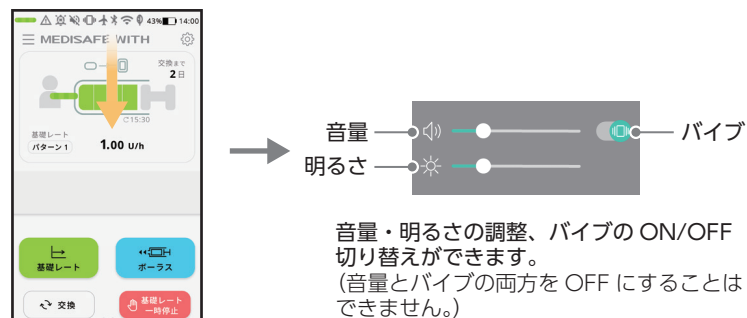 43% 14:00
MEDISAFE WITH
交換まで
2日
15:30
基礎レート
パターン 1
1.00 U/h
基礎レート
ボーラス
交換
基礎レート
一時停止
音量
バイブ
明るさ
音量・明るさの調整、バイブの ON/OFF
切り替えができます。
（音量とバイブの両方を OFF にすることは
できません。）